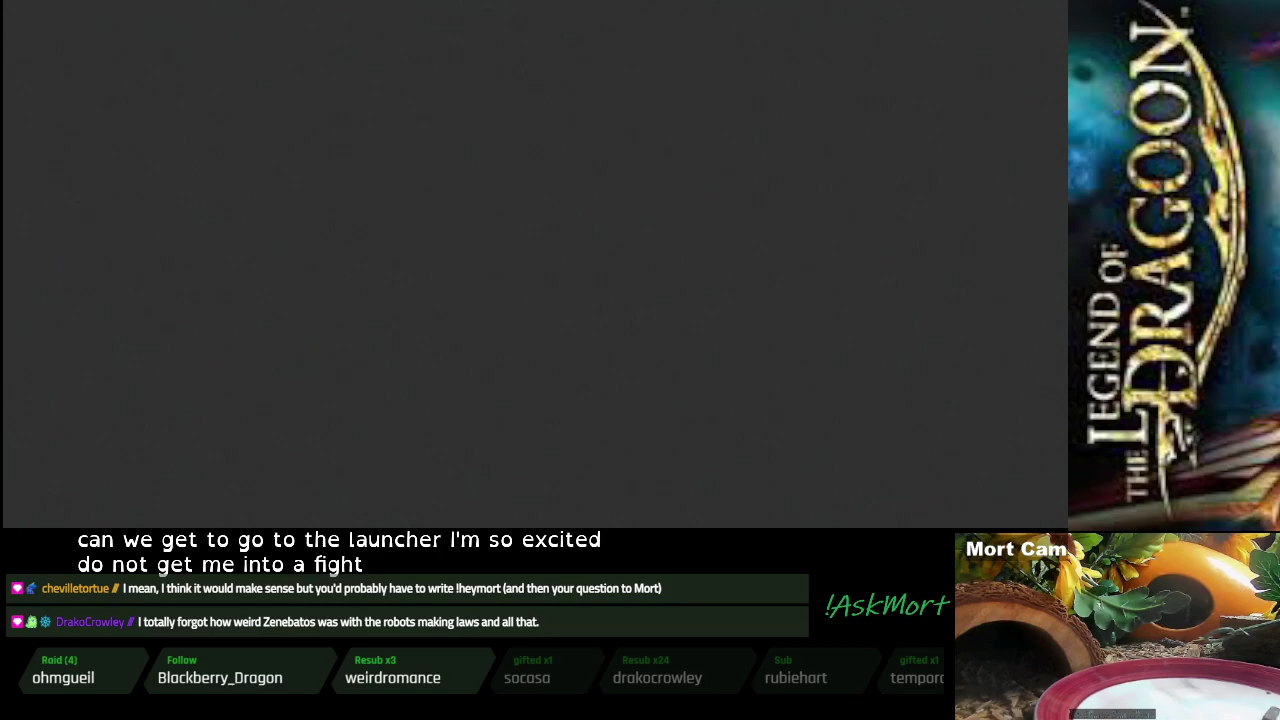 THE LEGEND OF DRAGOON
can we get to go to the launcher I'm so excited
do not get me into a fight
chevilletortue // I mean, I think it would make sense but you'd probably have to write !heymort (and then your question to Mort)
DrakoCrowley // I totally forgot how weird Zenebatos was with the robots making laws and all that.
!AskMort
Mort Cam
Raid (4)
ohmgueil
Follow
Blackberry_Dragon
Resub x3
weirdromance
gifted x1
socasa
Resub x24
drakocrowley
Sub
rubiehart
gifted x1
temporc